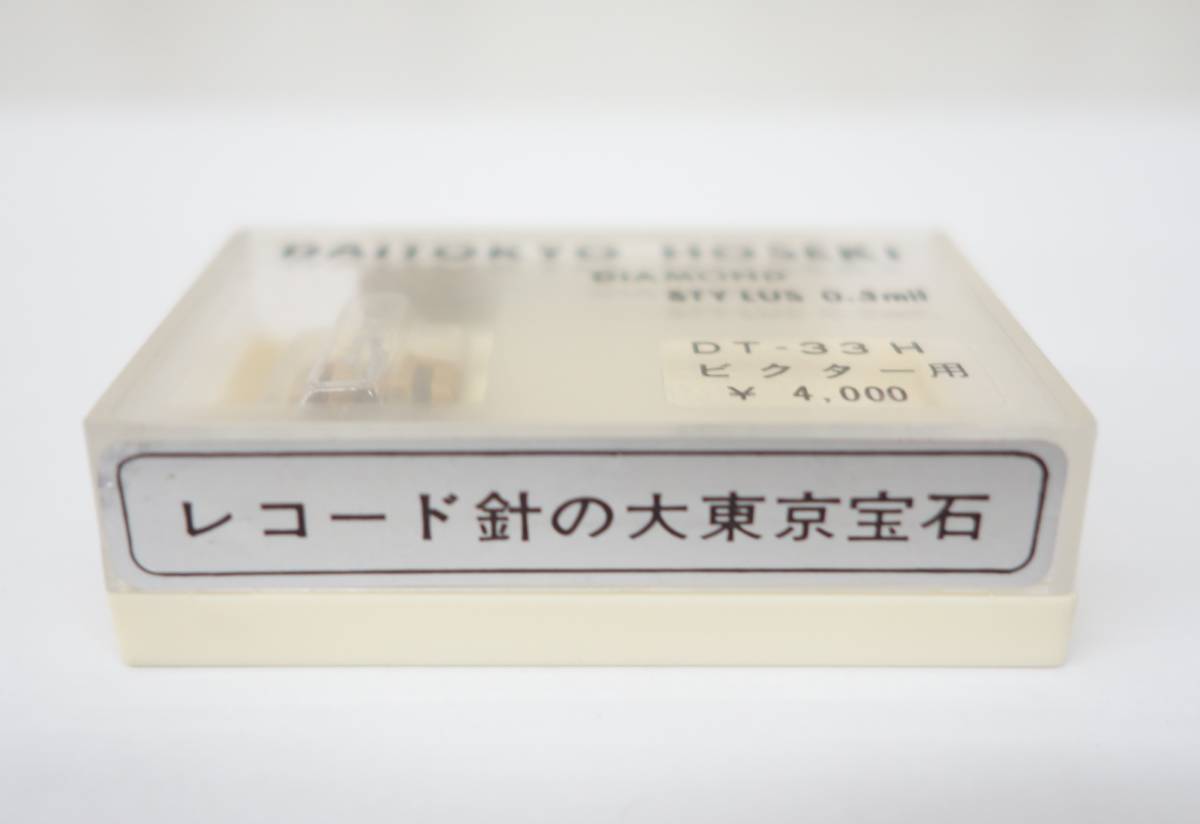 DAITOKYO HOSEKI
DIAMOND
STYLUS 0.3mil
DT-33H
ビクター用
¥ 4,000
レコード針の大東京宝石